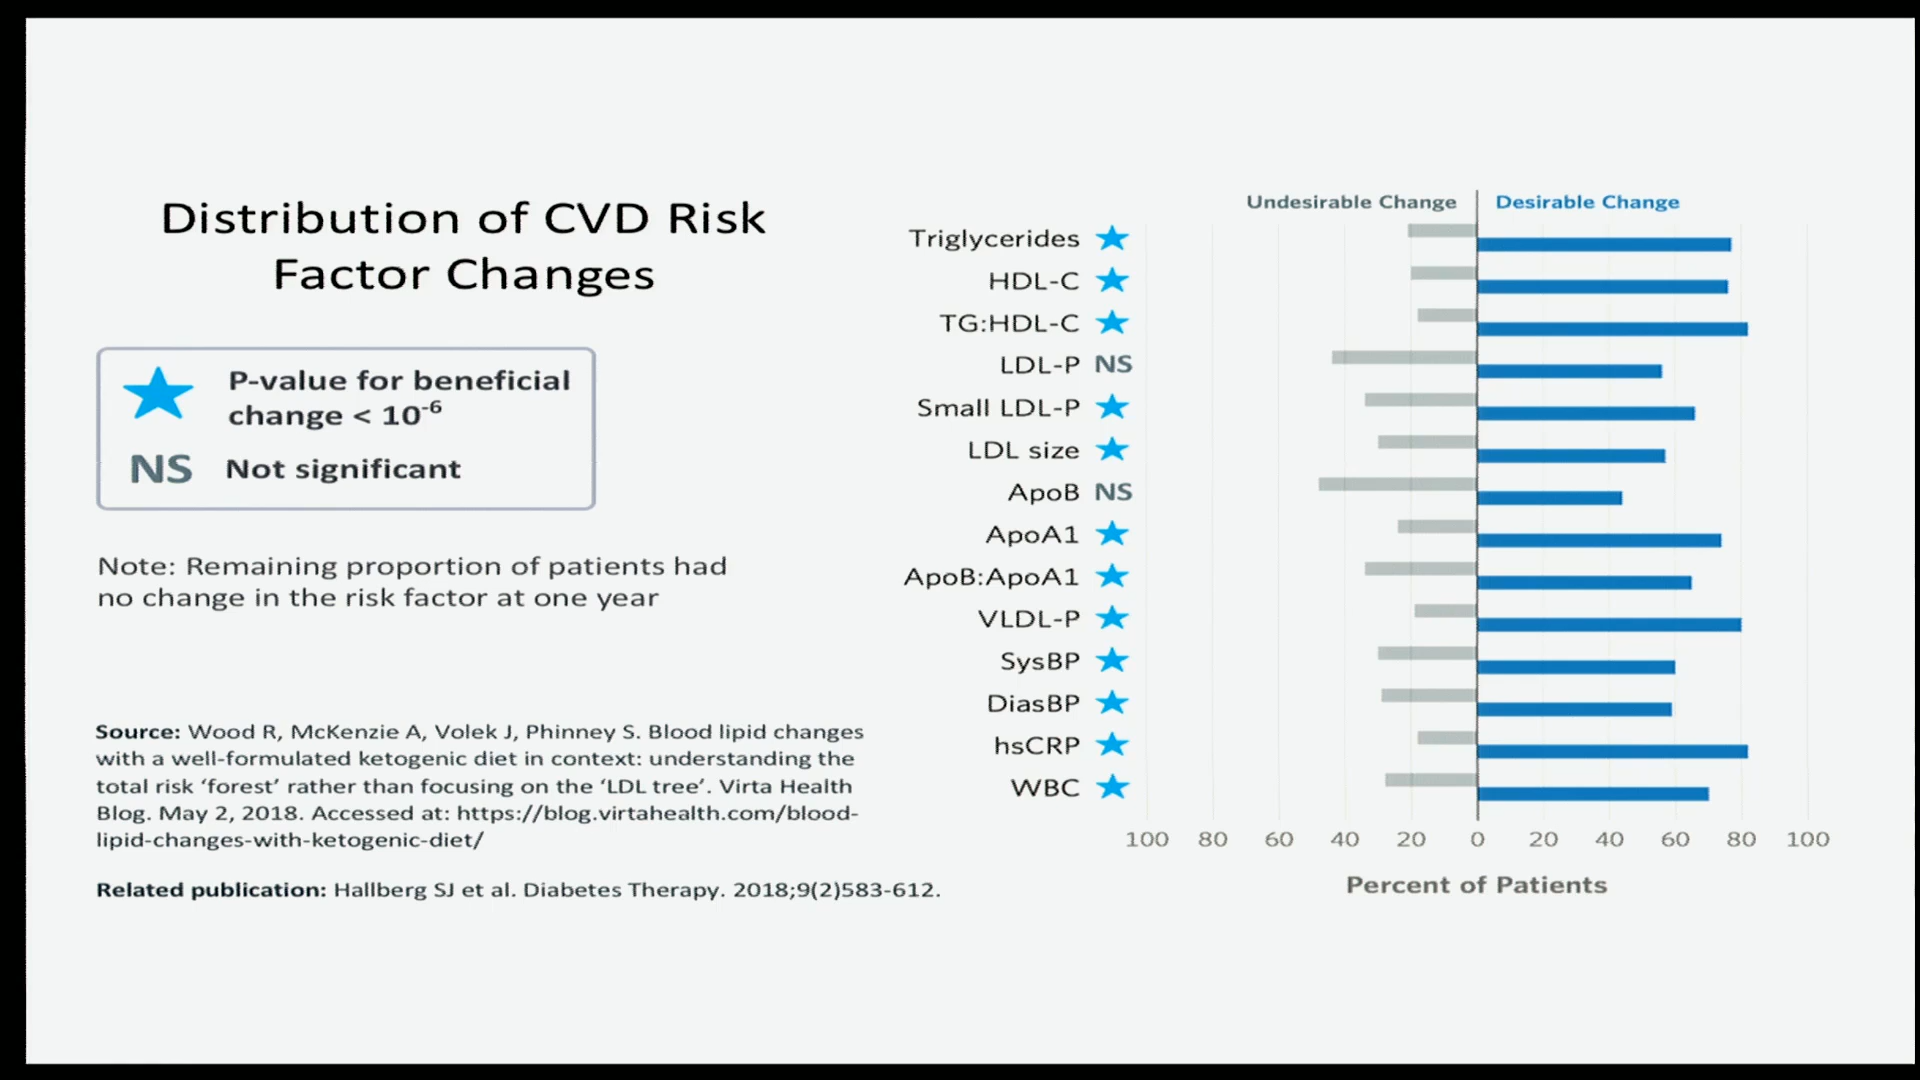 Distribution of CVD Risk
Factor Changes
P-value for beneficial
change < 10⁻⁶
NS Not significant
Note: Remaining proportion of patients had
no change in the risk factor at one year
Source: Wood R, McKenzie A, Volek J, Phinney S. Blood lipid changes
with a well-formulated ketogenic diet in context: understanding the
total risk ‘forest’ rather than focusing on the ‘LDL tree’. Virta Health
Blog. May 2, 2018. Accessed at: https://blog.virtahealth.com/blood-
lipid-changes-with-ketogenic-diet/
Related publication: Hallberg SJ et al. Diabetes Therapy. 2018;9(2)583-612.
Undesirable Change Desirable Change
Triglycerides
HDL-C
TG:HDL-C
LDL-P NS
Small LDL-P
LDL size
ApoB NS
ApoA1
ApoB:ApoA1
VLDL-P
SysBP
DiasBP
hsCRP
WBC
100 80 60 40 20 0 20 40 60 80 100
Percent of Patients